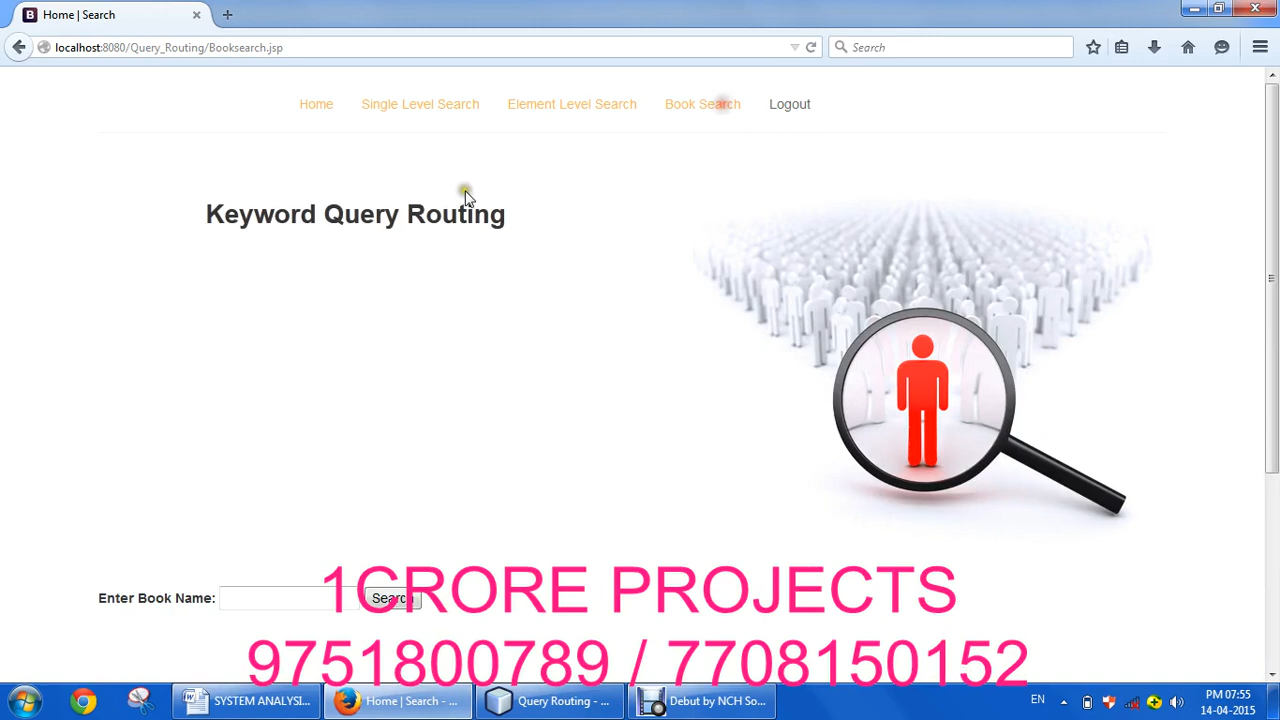 Home | Search
localhost:8080/Query_Routing/Booksearch.jsp
Search
Home Single Level Search Element Level Search Book Search Logout
Keyword Query Routing
Enter Book Name: Search
1CRORE PROJECTS
9751800789 / 7708150152
SYSTEM ANALYSI... Home | Search - ... Query Routing - ... Debut by NCH So... EN PM 07:55
14-04-2015